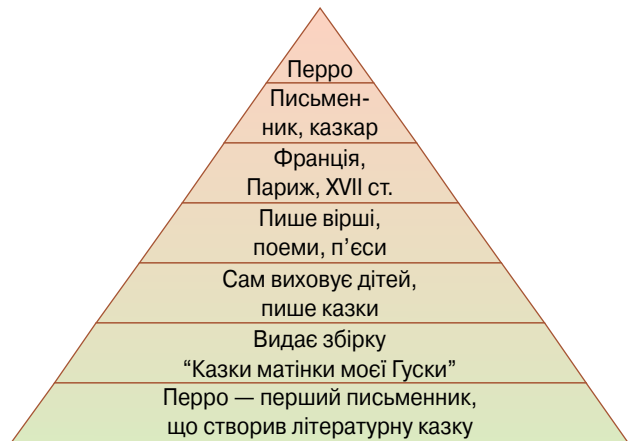 Перро
Письмен-
ник, казкар
Франція,
Париж, XVII ст.
Пише вірші,
поеми, п’єси
Сам виховує дітей,
пише казки
Видає збірку
“Казки матінки моєї Гуски”
Перро — перший письменник,
що створив літературну казку